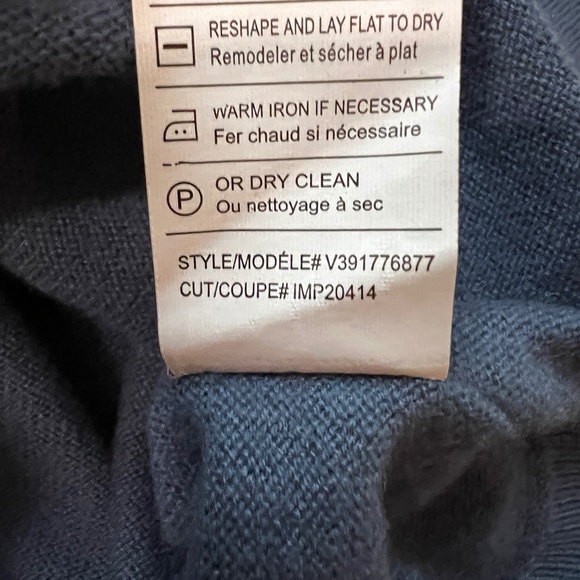 RESHAPE AND LAY FLAT TO DRY
Remodeler et sécher à plat
WARM IRON IF NECESSARY
Fer chaud si nécessaire
P
OR DRY CLEAN
Ou nettoyage à sec
STYLE/MODÉLE# V391776877
CUT/COUPE# IMP20414